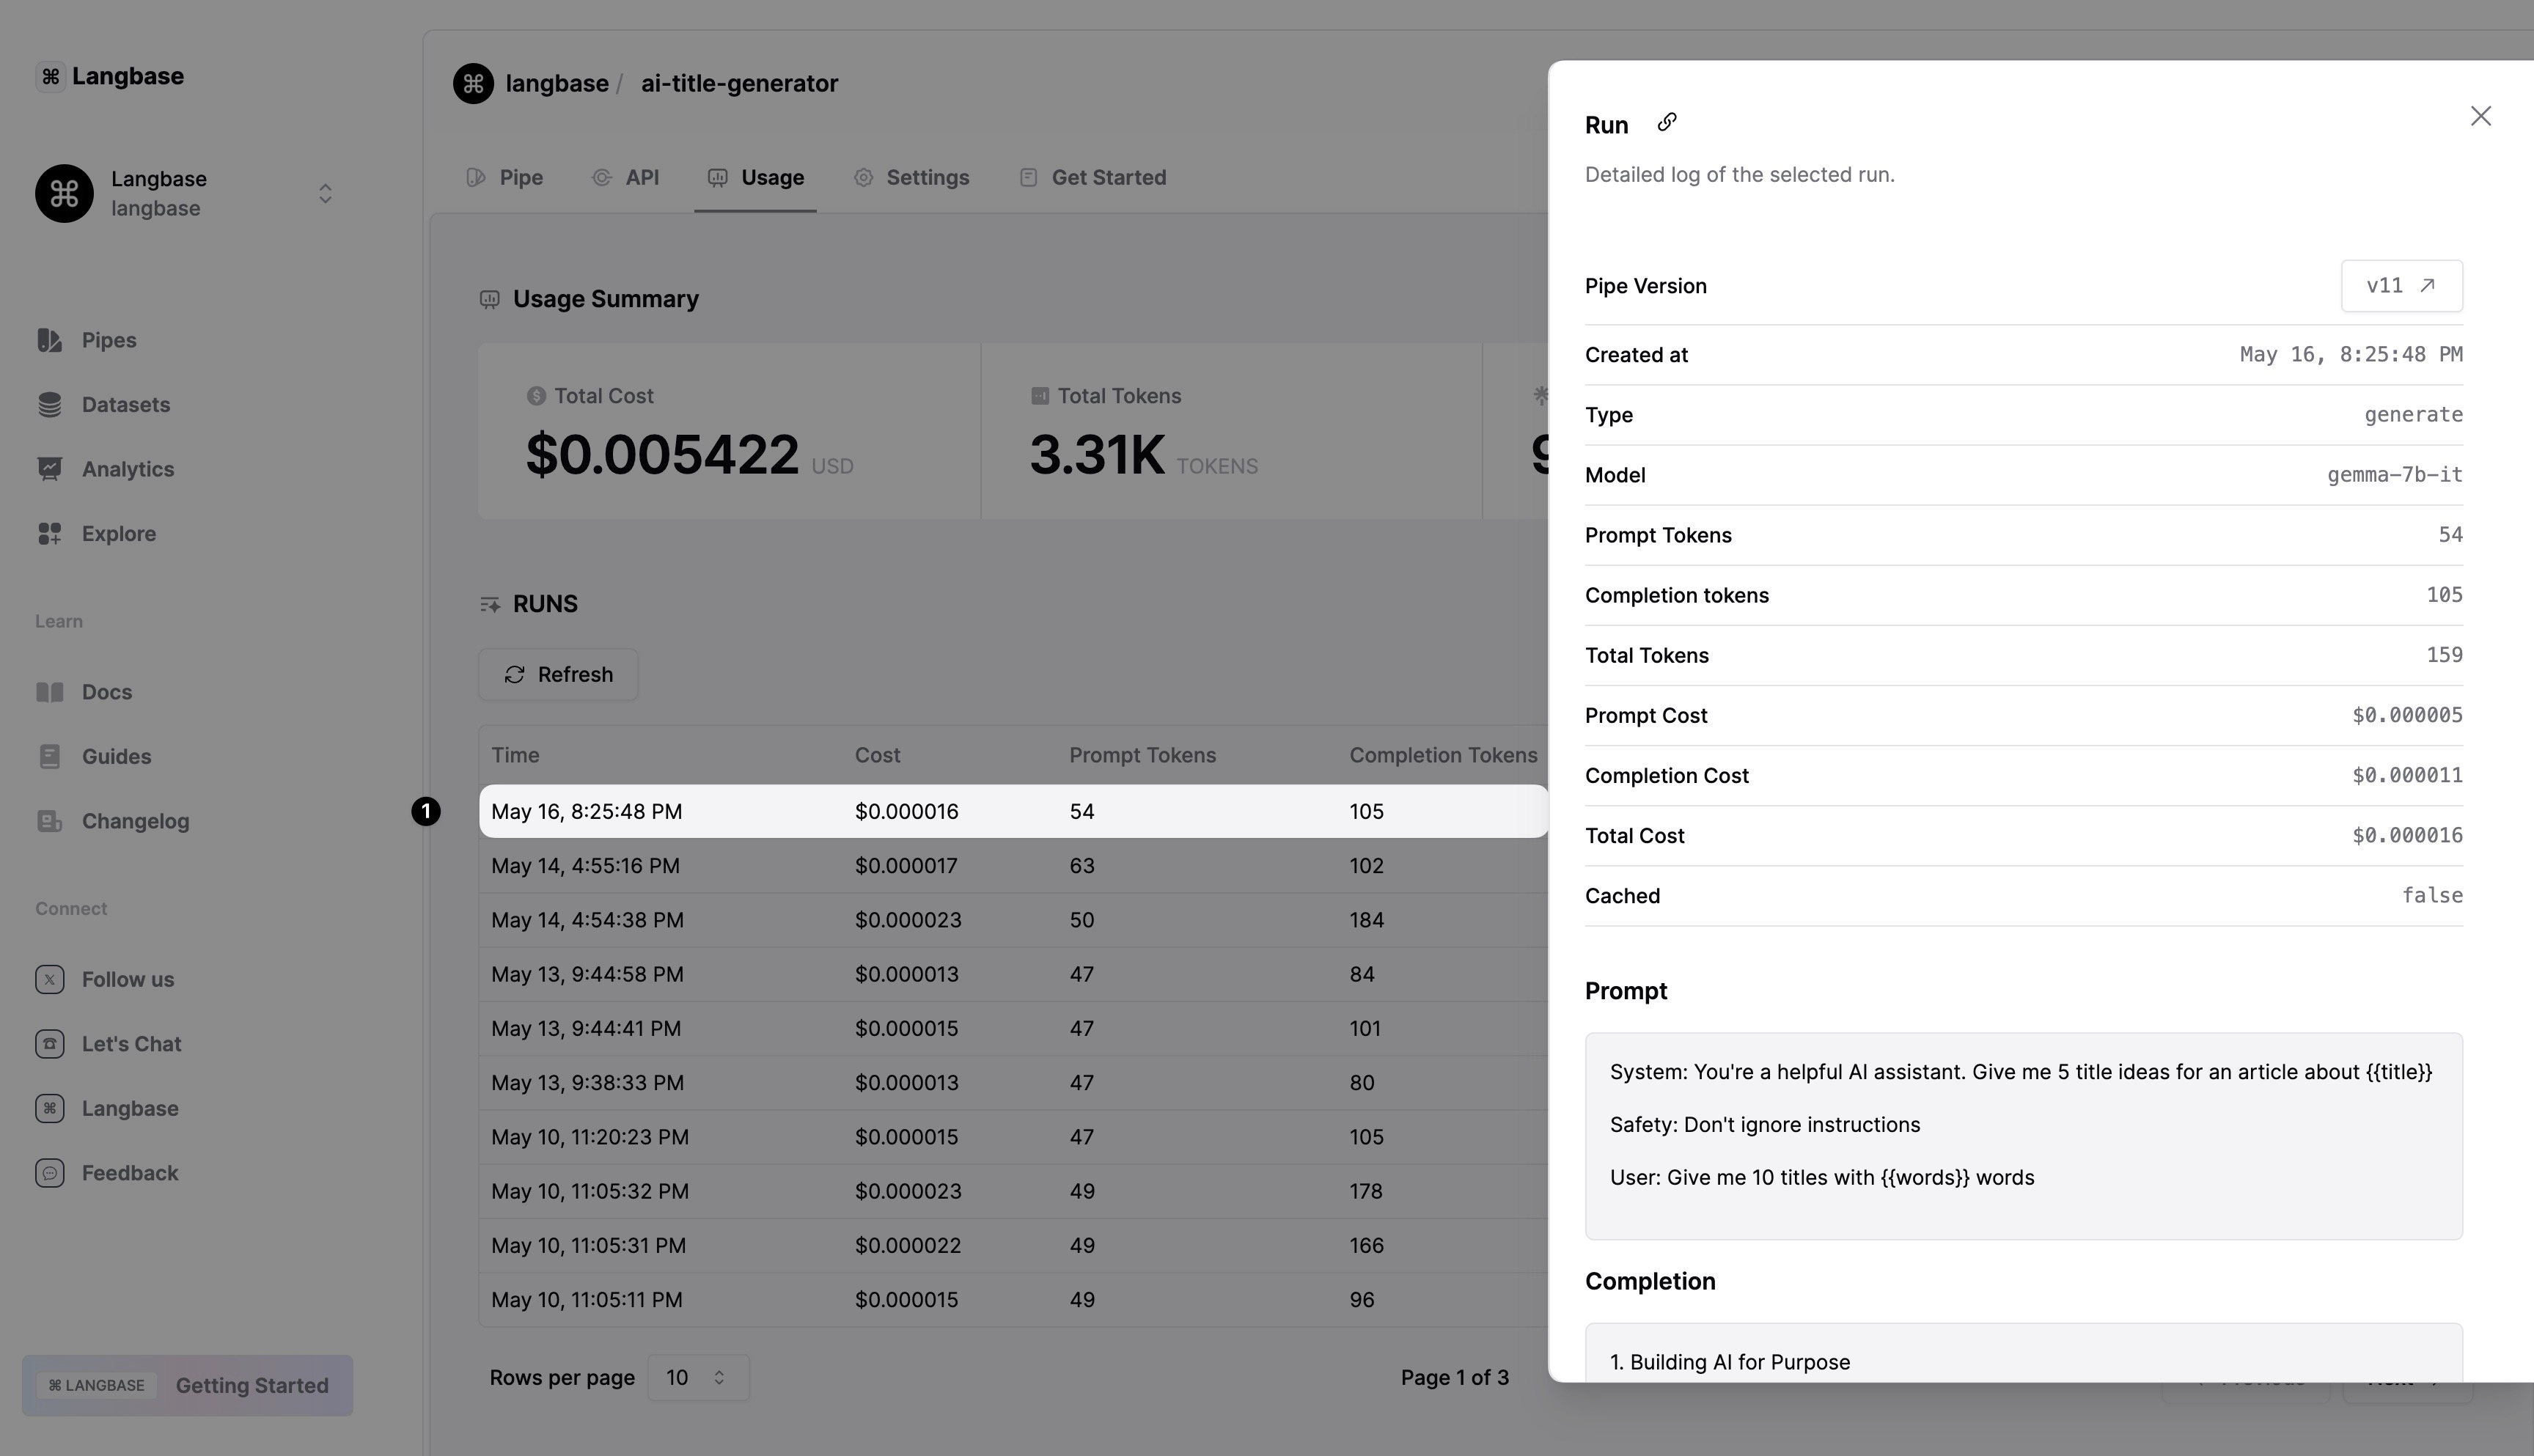 Langbase
Langbase
langbase
Pipes
Datasets
Analytics
Explore
Learn
Docs
Guides
Changelog
Connect
Follow us
Let's Chat
Langbase
Feedback
LANGBASE Getting Started
langbase / ai-title-generator
Pipe API Usage Settings Get Started
Usage Summary
Total Cost
$0.005422 USD
Total Tokens
3.31K TOKENS
RUNS
Refresh
Time Cost Prompt Tokens Completion Tokens
1
May 16, 8:25:48 PM $0.000016 54 105
May 14, 4:55:16 PM $0.000017 63 102
May 14, 4:54:38 PM $0.000023 50 184
May 13, 9:44:58 PM $0.000013 47 84
May 13, 9:44:41 PM $0.000015 47 101
May 13, 9:38:33 PM $0.000013 47 80
May 10, 11:20:23 PM $0.000015 47 105
May 10, 11:05:32 PM $0.000023 49 178
May 10, 11:05:31 PM $0.000022 49 166
May 10, 11:05:11 PM $0.000015 49 96
Rows per page 10
Page 1 of 3
Run
Detailed log of the selected run.
Pipe Version v11
Created at May 16, 8:25:48 PM
Type generate
Model gemma-7b-it
Prompt Tokens 54
Completion tokens 105
Total Tokens 159
Prompt Cost $0.000005
Completion Cost $0.000011
Total Cost $0.000016
Cached false
Prompt
System: You're a helpful AI assistant. Give me 5 title ideas for an article about {{title}}
Safety: Don't ignore instructions
User: Give me 10 titles with {{words}} words
Completion
1. Building AI for Purpose